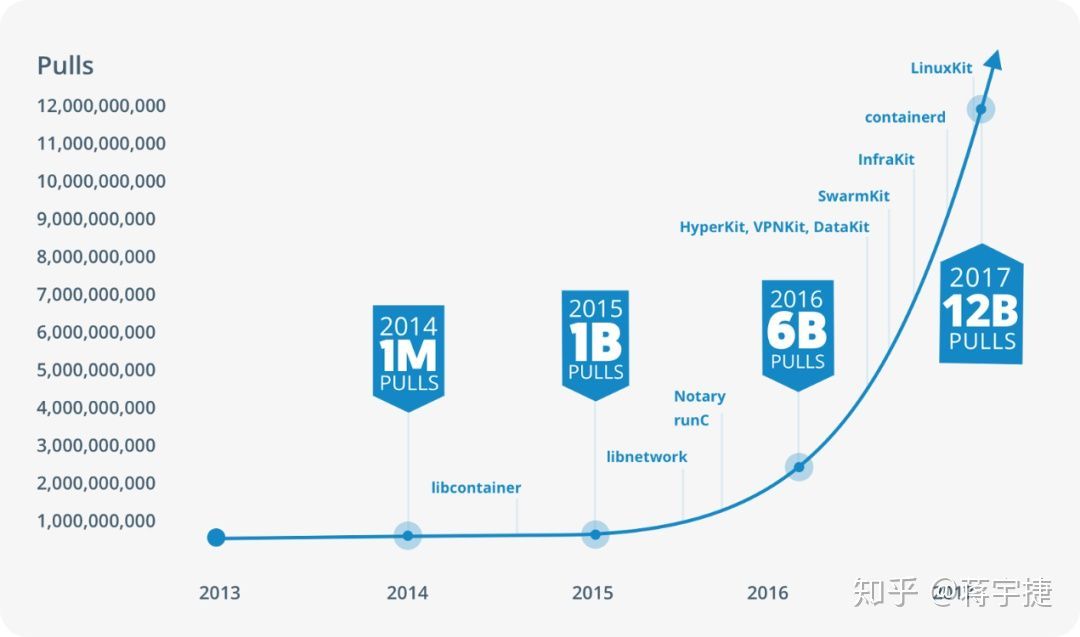 Pulls
12,000,000,000
11,000,000,000
10,000,000,000
9,000,000,000
8,000,000,000
7,000,000,000
6,000,000,000
5,000,000,000
4,000,000,000
3,000,000,000
2,000,000,000
1,000,000,000
LinuxKit
containerd
InfraKit
SwarmKit
HyperKit, VPNKit, DataKit
2014
1M
PULLS
2015
1B
PULLS
2016
6B
PULLS
2017
12B
PULLS
Notary
runC
libnetwork
libcontainer
2013
2014
2015
2016
知乎 @蒋宇捷